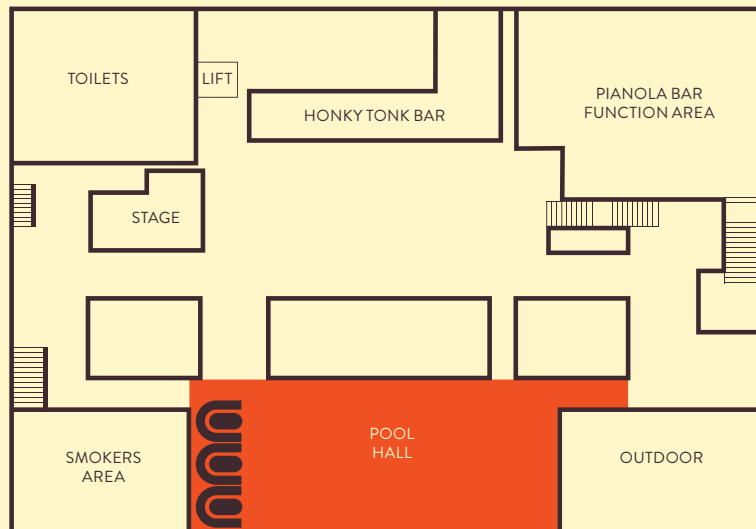 TOILETS
LIFT
HONKY TONK BAR
PIANOLA BAR
FUNCTION AREA
STAGE
POOL
HALL
SMOKERS
AREA
OUTDOOR